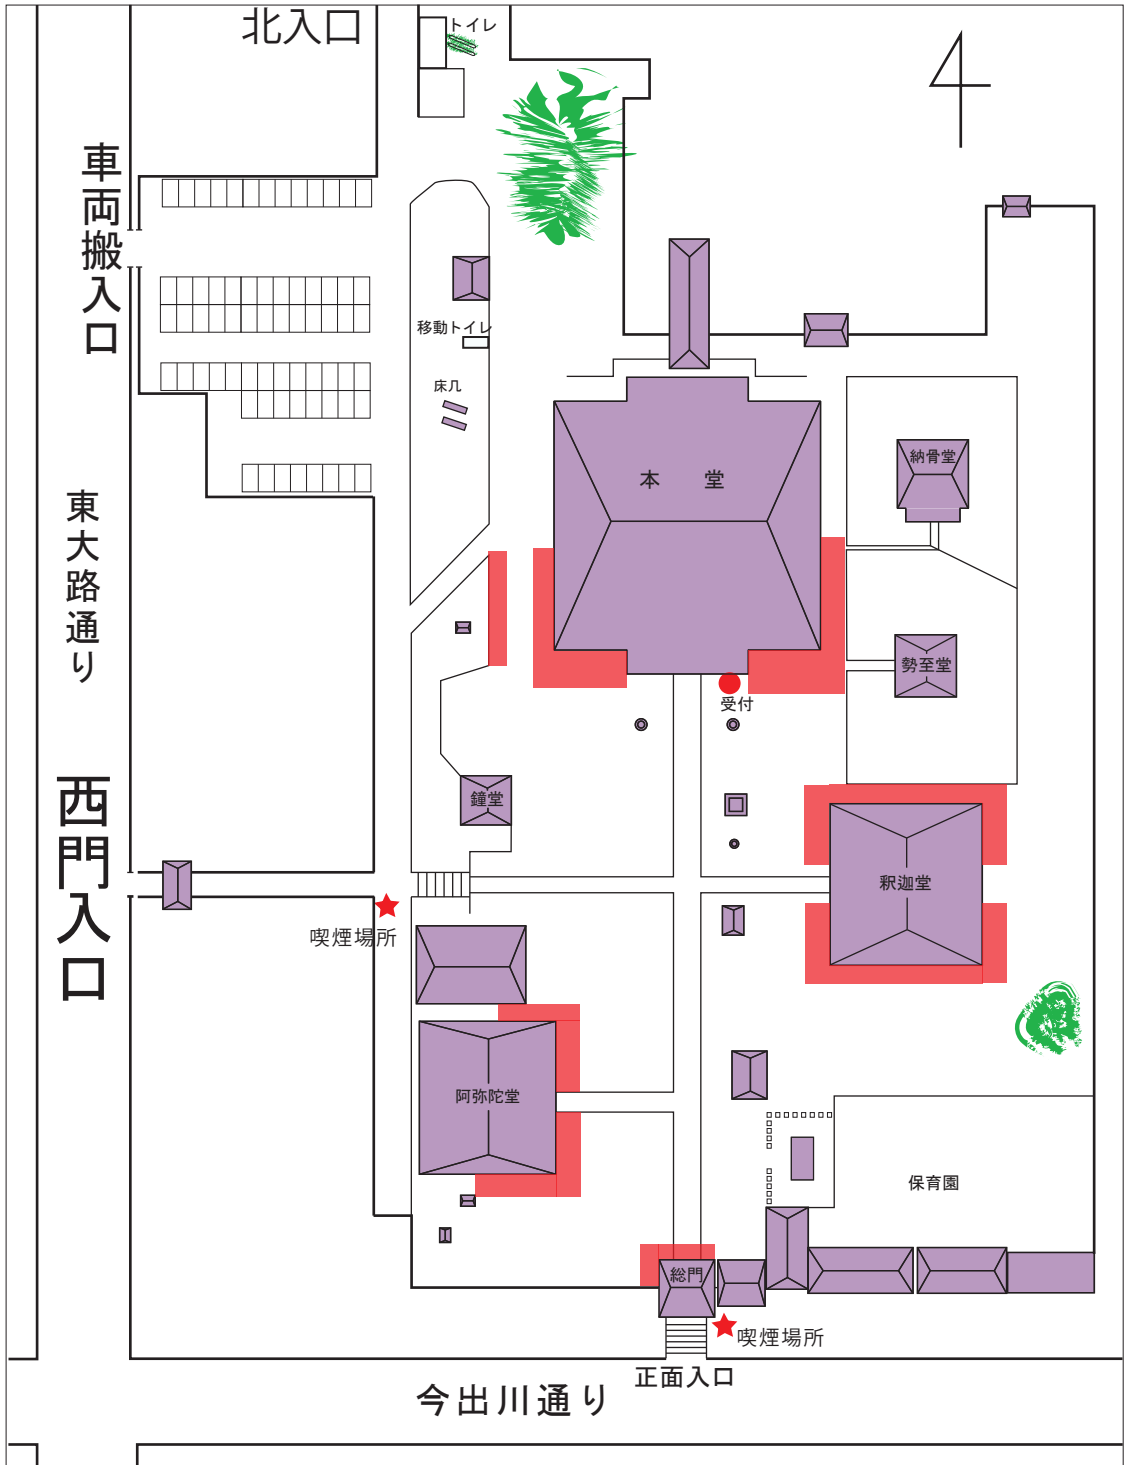 北入口
トイレ
車両搬入口
移動トイレ
床几
本 堂
納骨堂
東大路通り
勢至堂
受付
西門入口
鐘堂
釈迦堂
喫煙場所
阿弥陀堂
保育園
総門
喫煙場所
正面入口
今出川通り